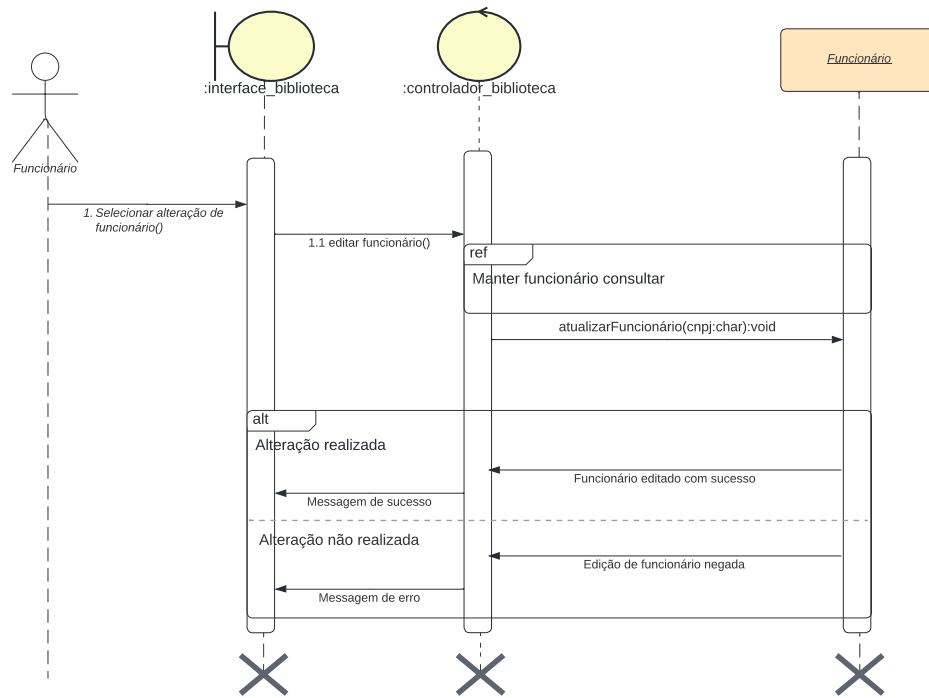 Funcionário
:interface_biblioteca
:controlador_biblioteca
Funcionário
1. Selecionar alteração de
funcionário()
1.1 editar funcionário()
ref
Manter funcionário consultar
atualizarFuncionário(cnpj:char):void
alt
Alteração realizada
Funcionário editado com sucesso
Messagem de sucesso
Alteração não realizada
Edição de funcionário negada
Messagem de erro